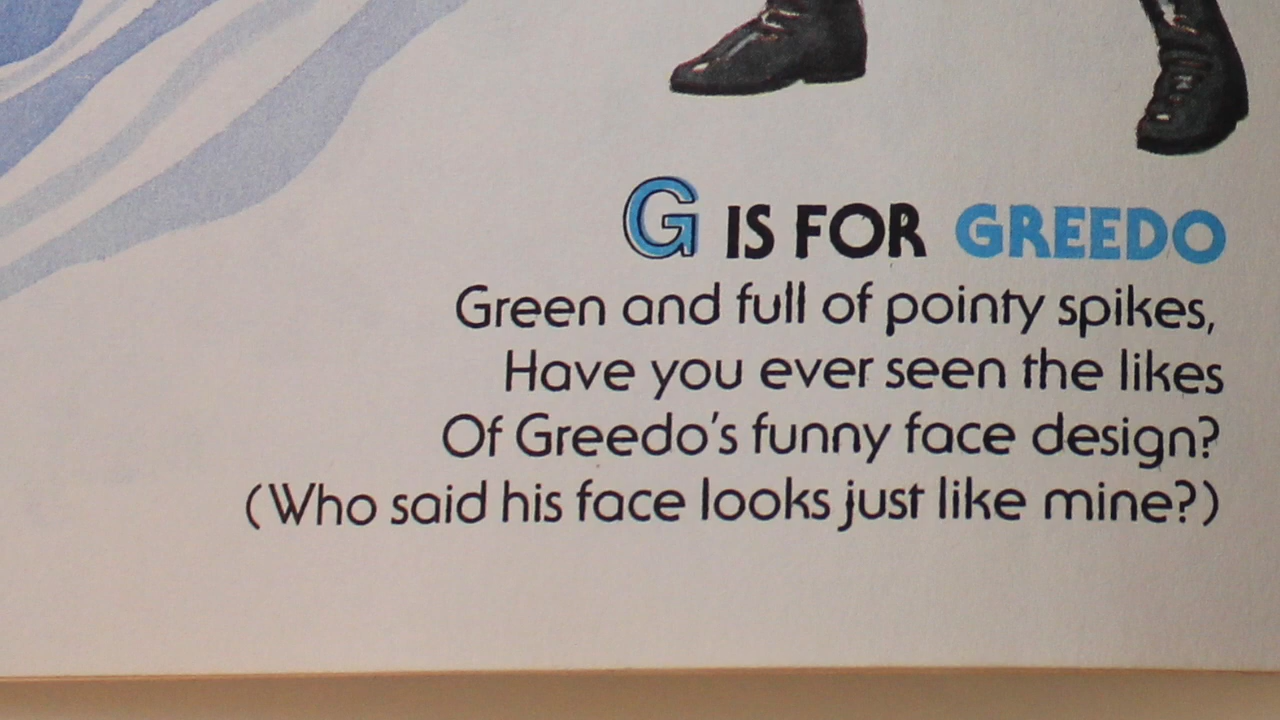 G IS FOR GREEDO
Green and full of pointy spikes,
Have you ever seen the likes
Of Greedo's funny face design?
(Who said his face looks just like mine?)